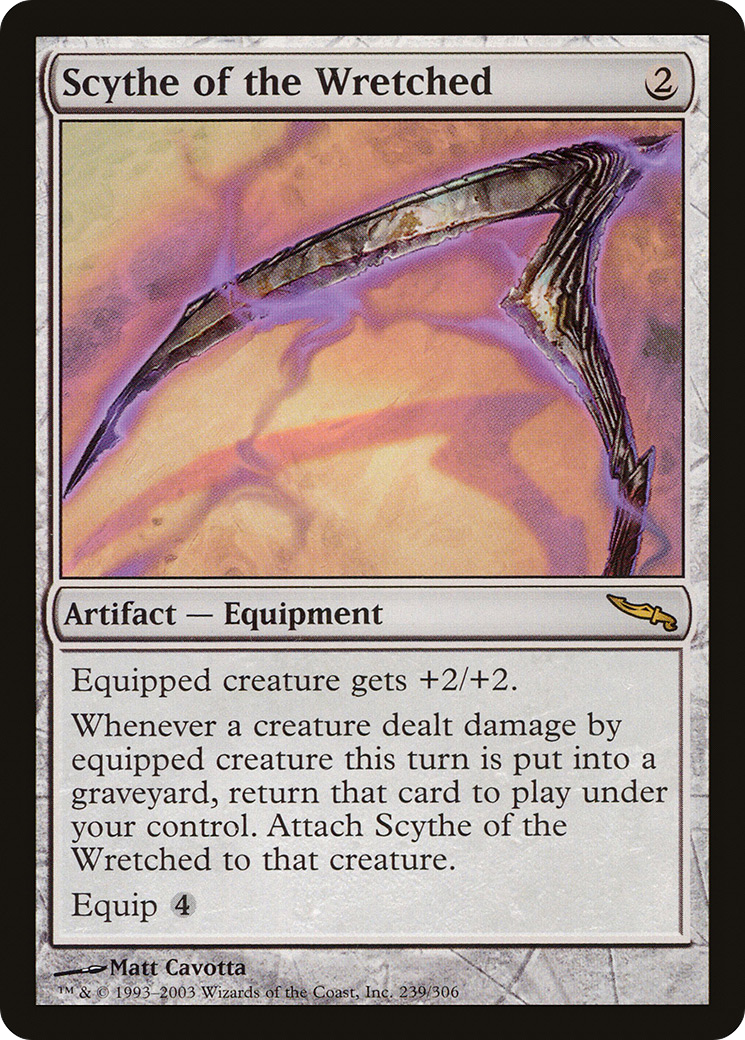 Scythe of the Wretched 2
Artifact — Equipment
Equipped creature gets +2/+2.
Whenever a creature dealt damage by
equipped creature this turn is put into a
graveyard, return that card to play under
your control. Attach Scythe of the
Wretched to that creature.
Equip 4
Matt Cavotta
™ & © 1993–2003 Wizards of the Coast, Inc. 239/306